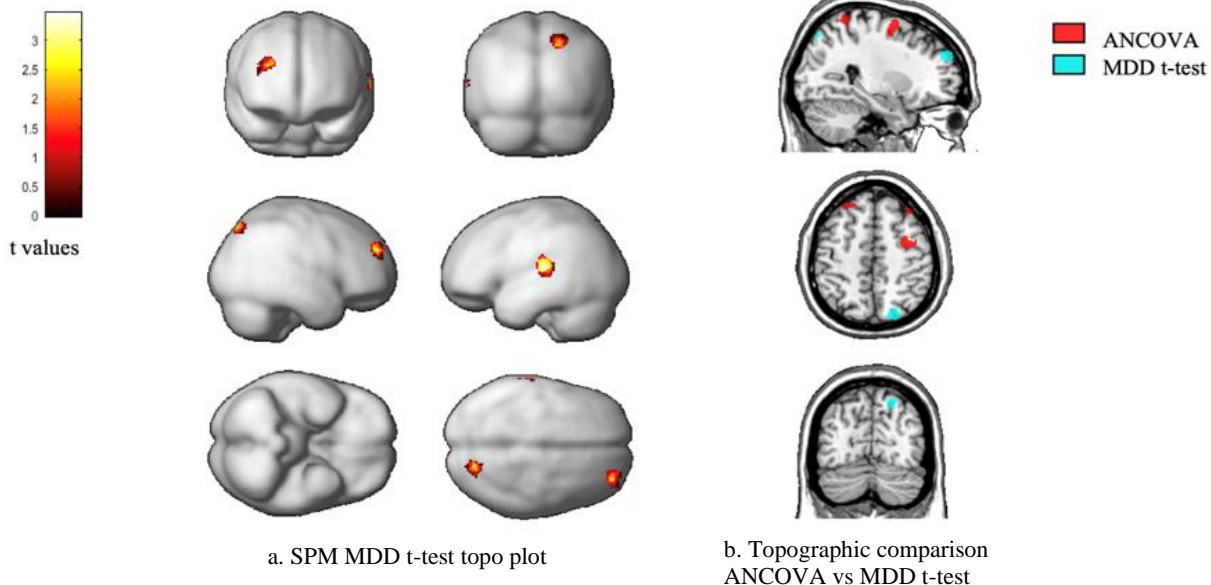 3
2.5
2
1.5
1
0.5
0
t values
ANCOVA
MDD t-test
a. SPM MDD t-test topo plot
b. Topographic comparison
ANCOVA vs MDD t-test